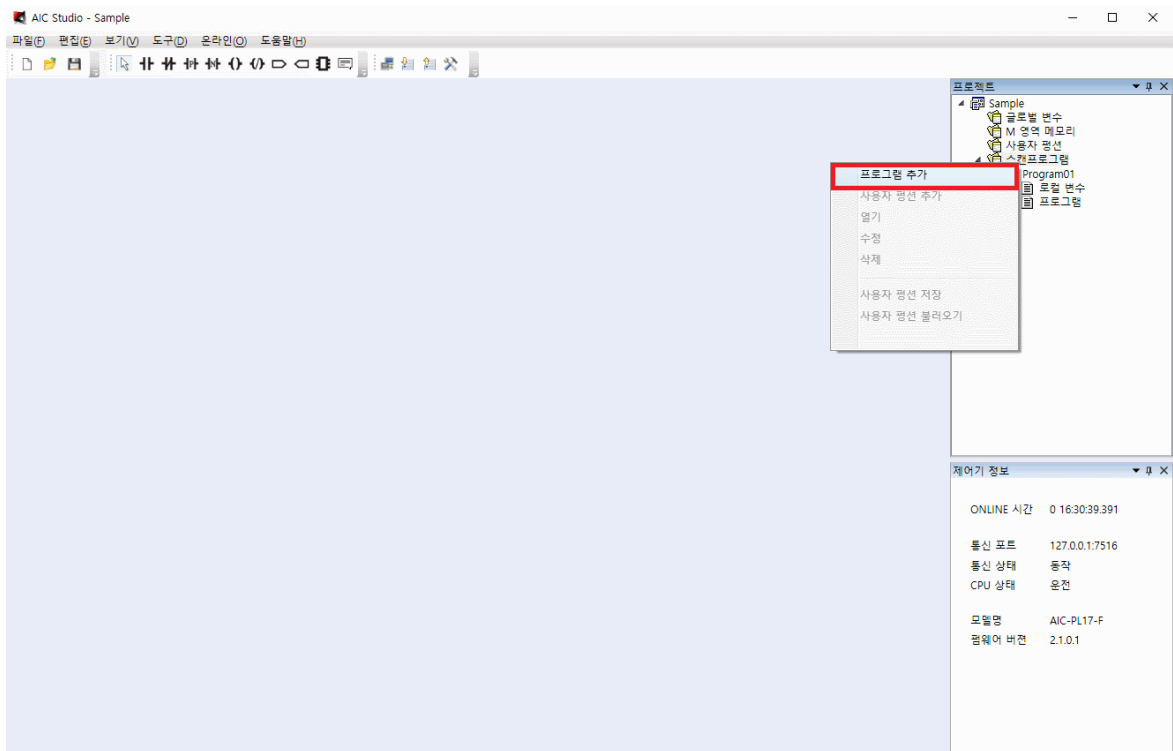 AIC Studio - Sample
파일(F) 편집(E) 보기(V) 도구(D) 온라인(O) 도움말(H)
프로젝트
Sample
글로벌 변수
M 영역 메모리
사용자 펑션
스캔프로그램
Program01
로컬 변수
프로그램
프로그램 추가
사용자 펑션 추가
열기
수정
삭제
사용자 펑션 저장
사용자 펑션 불러오기
제어기 정보
ONLINE 시간 0 16:30:39.391
통신 포트 127.0.0.1:7516
통신 상태 동작
CPU 상태 운전
모델명 AIC-PL17-F
펌웨어 버젼 2.1.0.1